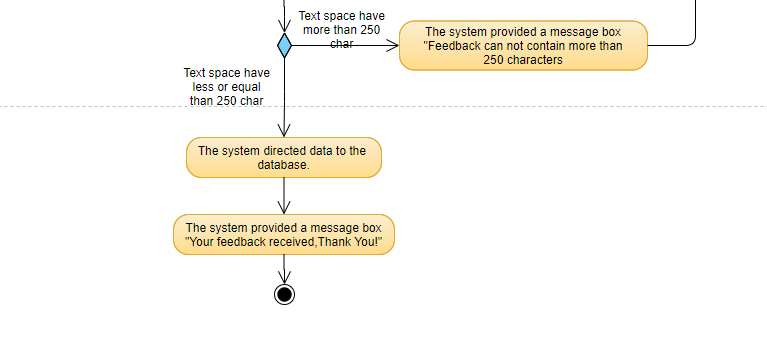 Text space have
more than 250
char
The system provided a message box
"Feedback can not contain more than
250 characters
Text space have
less or equal
than 250 char
The system directed data to the
database.
The system provided a message box
"Your feedback received,Thank You!"